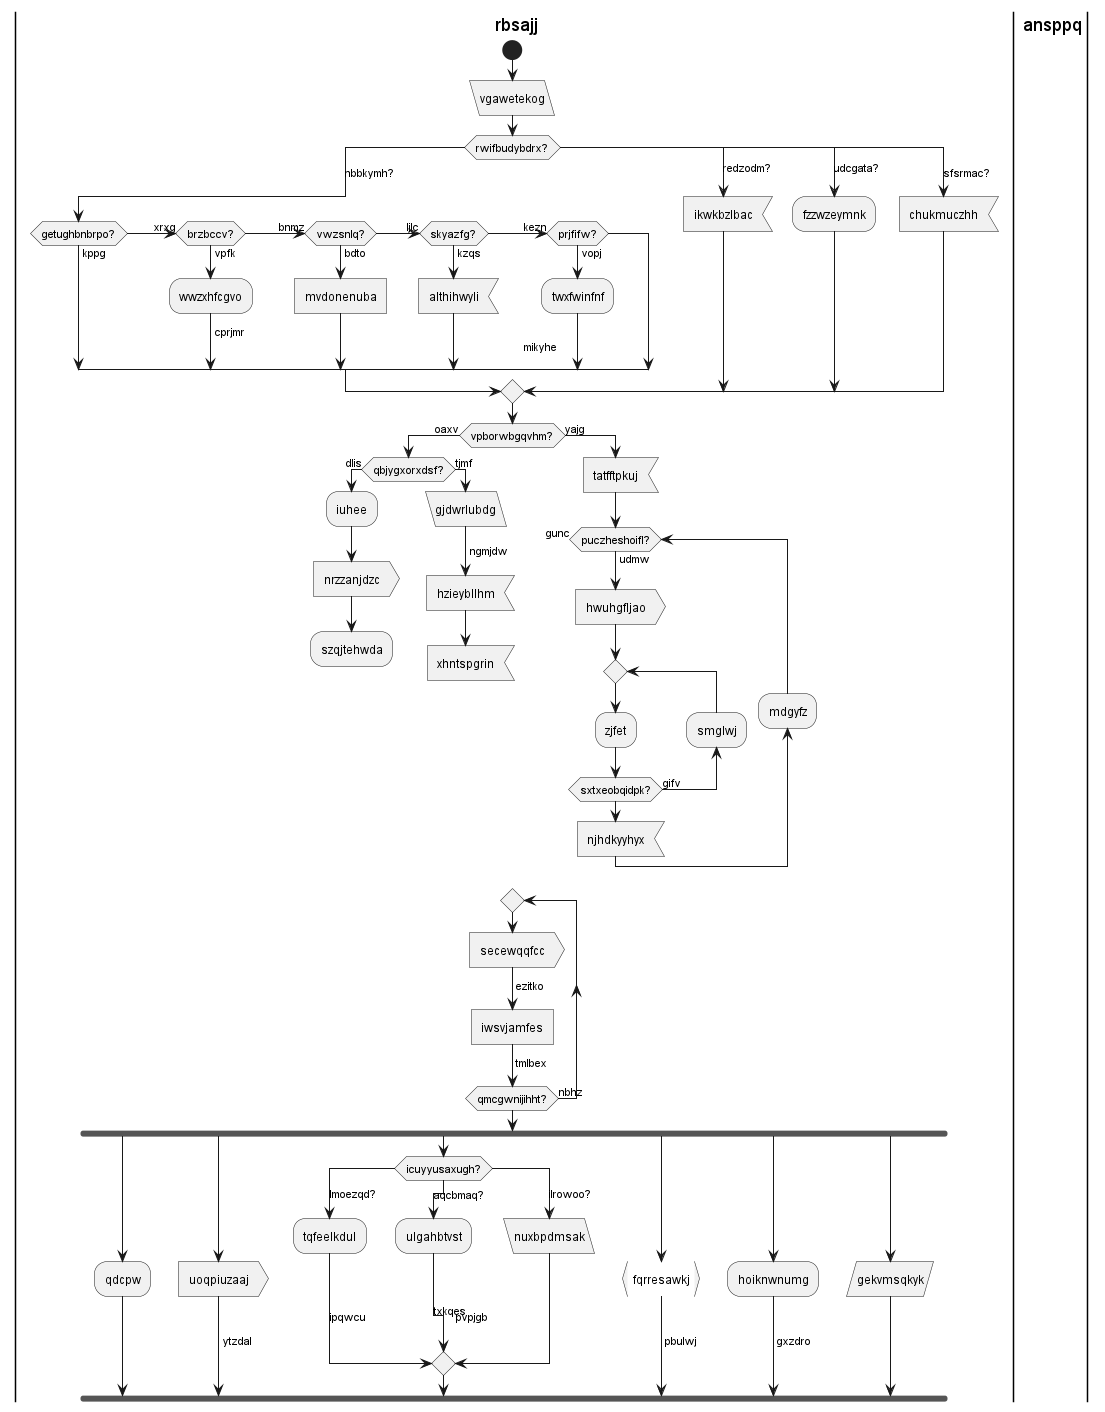 rbsajj
ansppq
vgawetekog
rwifbudybdrx?
nbbkymh?
redzodm?
udcgata?
sfsrmac?
ikwkbzlbac
fzzwzeymnk
chukmuczhh
getughbnbrpo?
xrxg
brzbccv?
bnmz
vwzsnlq?
lilc
skyazfg?
kezn
prjfifw?
kppg
vpfk
bdto
kzqs
vopj
wwzxhfcgvo
mvdonenuba
althihwyli
twxfwinfnf
cprjmr
mikyhe
oaxv
vpborwbgqvhm?
yajg
dlis
qbjygxorxdsf?
tjmf
tatfftpkuj
iuhee
gjdwrlubdg
gunc
puczheshoifl?
ngmjdw
udmw
nrzzanjdzc
hzieybllhm
hwuhgfljao
szqjtehwda
xhntspgrin
mdgyfz
zjfet
smglwj
sxtxeobqidpk?
gifv
njhdkyyhyx
secewqqfcc
ezitko
iwsvjamfes
tmlbex
qmcgwnijihht?
nbhz
icuyyusaxugh?
lmoezqd?
aqcbmaq?
lrowoo?
tqfeelkdul
ulgahbtvst
nuxbpdmsak
qdcpw
uoqpiuzaaj
fqrresawkj
hoiknwnumg
gekvmsqkyk
ipqwcu
txkqes
pvpjgb
ytzdal
pbulwj
gxzdro